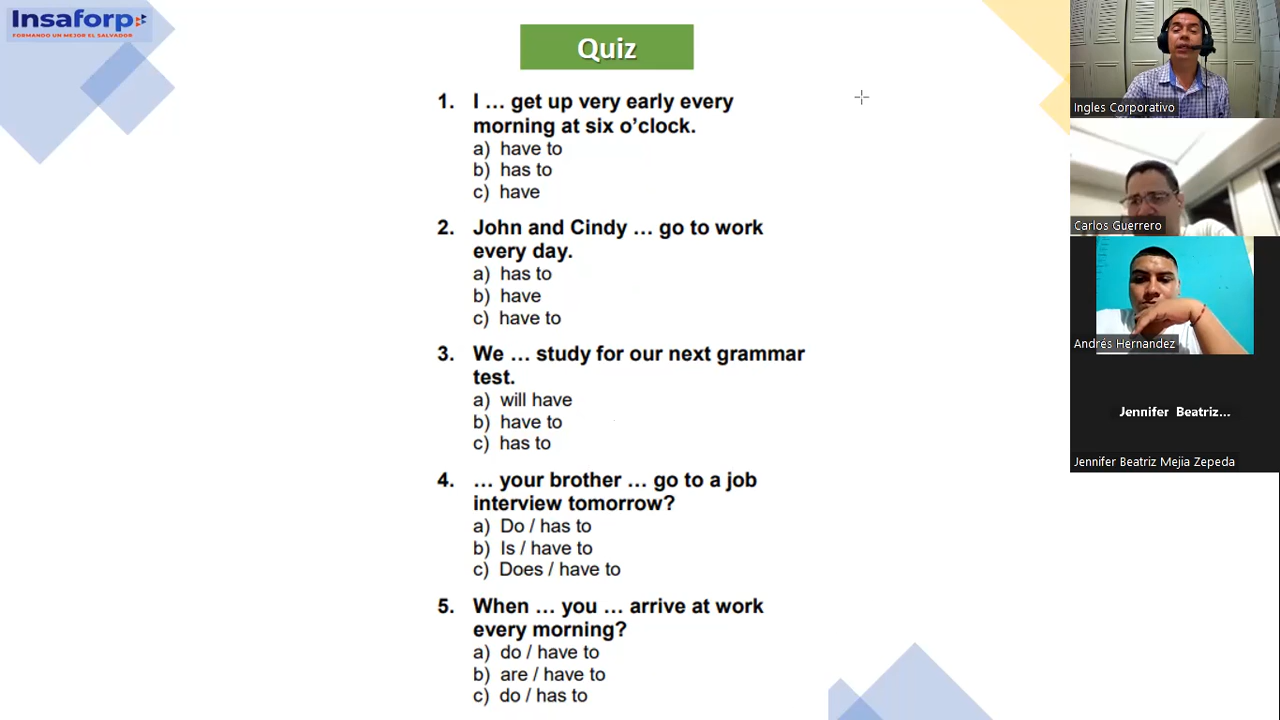 Insaforp
FORMANDO UN MEJOR EL SALVADOR
Quiz
1. I … get up very early every
morning at six o’clock.
a) have to
b) has to
c) have
2. John and Cindy … go to work
every day.
a) has to
b) have
c) have to
3. We … study for our next grammar
test.
a) will have
b) have to
c) has to
4. … your brother … go to a job
interview tomorrow?
a) Do / has to
b) Is / have to
c) Does / have to
5. When … you … arrive at work
every morning?
a) do / have to
b) are / have to
c) do / has to
Ingles Corporativo
Carlos Guerrero
Andrés Hernandez
Jennifer Beatriz...
Jennifer Beatriz Mejia Zepeda